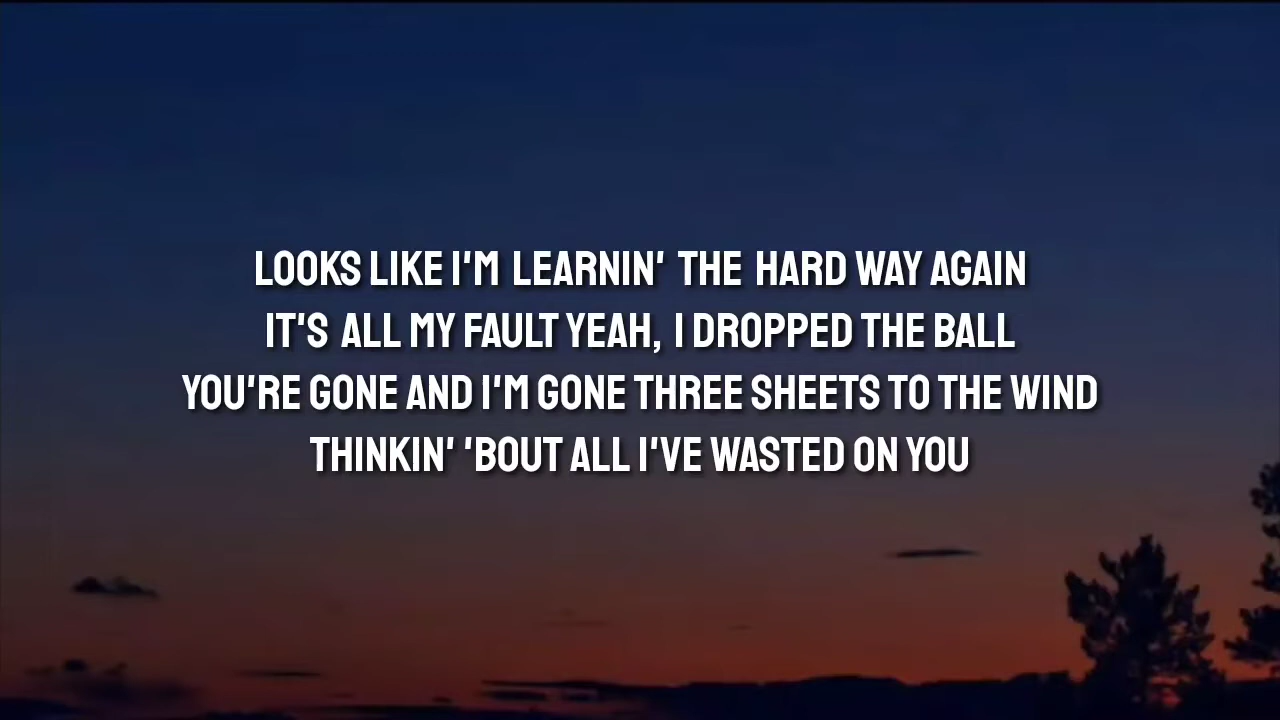 LOOKS LIKE I'M LEARNIN' THE HARD WAY AGAIN
IT'S ALL MY FAULT YEAH, I DROPPED THE BALL
YOU'RE GONE AND I'M GONE THREE SHEETS TO THE WIND
THINKIN' 'BOUT ALL I'VE WASTED ON YOU